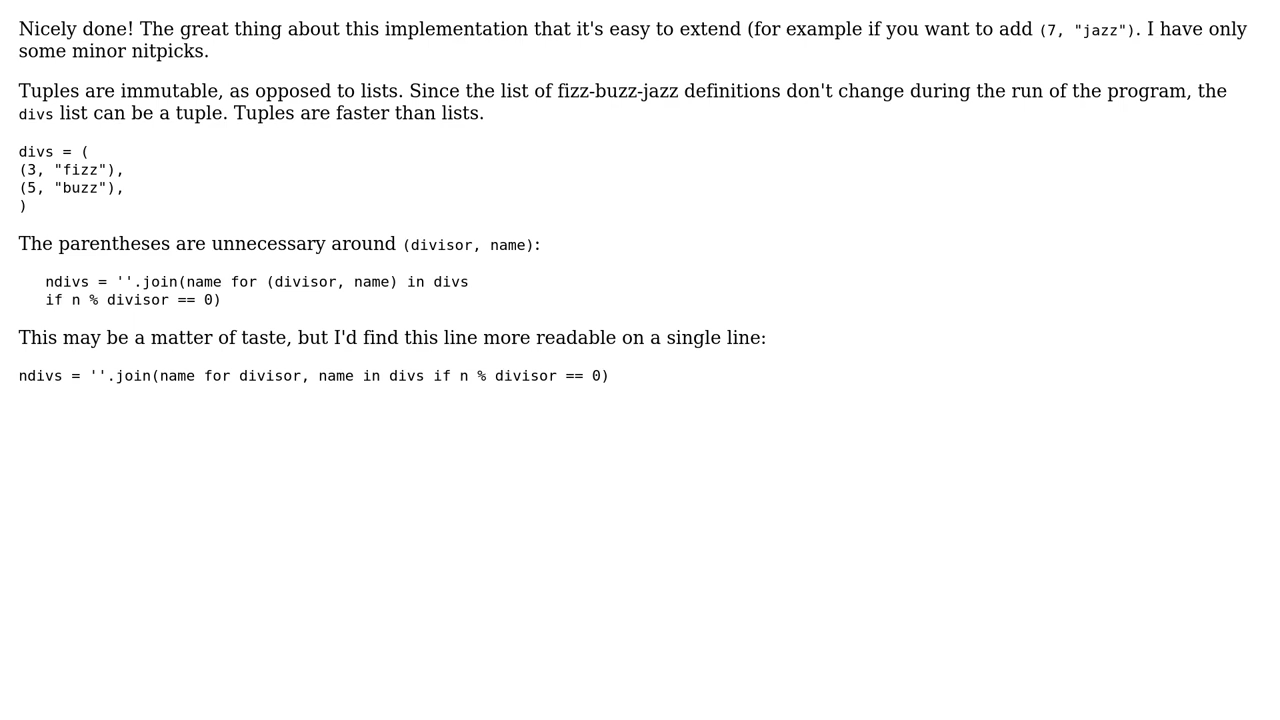 Nicely done! The great thing about this implementation that it's easy to extend (for example if you want to add (7, "jazz"). I have only
some minor nitpicks.
Tuples are immutable, as opposed to lists. Since the list of fizz-buzz-jazz definitions don't change during the run of the program, the
divs list can be a tuple. Tuples are faster than lists.
divs = (
(3, "fizz"),
(5, "buzz"),
)
The parentheses are unnecessary around (divisor, name):
   ndivs = ''.join(name for (divisor, name) in divs
   if n % divisor == 0)
This may be a matter of taste, but I'd find this line more readable on a single line:
ndivs = ''.join(name for divisor, name in divs if n % divisor == 0)